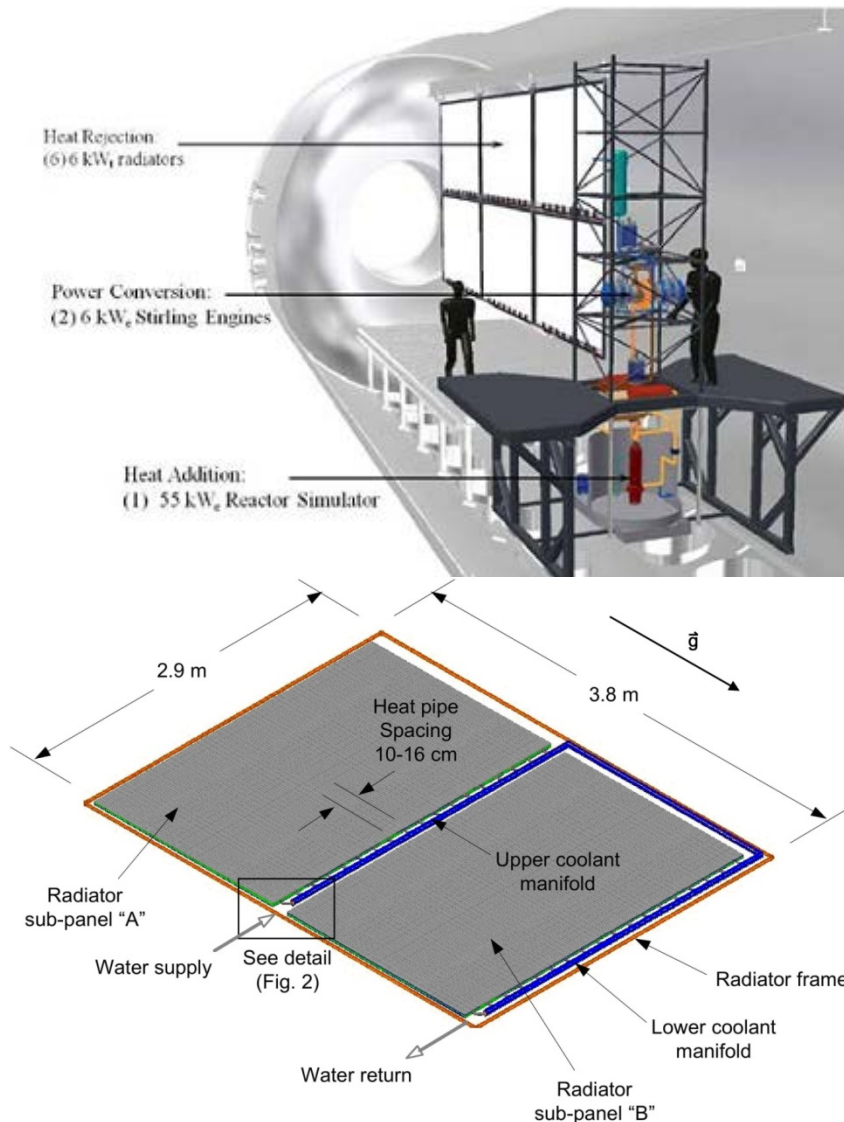 Heat Rejection:
(6) 6 kWt radiators
Power Conversion:
(2) 6 kWe Stirling Engines
Heat Addition:
(1) 55 kWe Reactor Simulator
2.9 m
g⃗
3.8 m
Heat pipe
Spacing
10-16 cm
Upper coolant
manifold
Radiator
sub-panel “A”
Water supply
See detail
(Fig. 2)
Radiator frame
Lower coolant
manifold
Water return
Radiator
sub-panel “B”